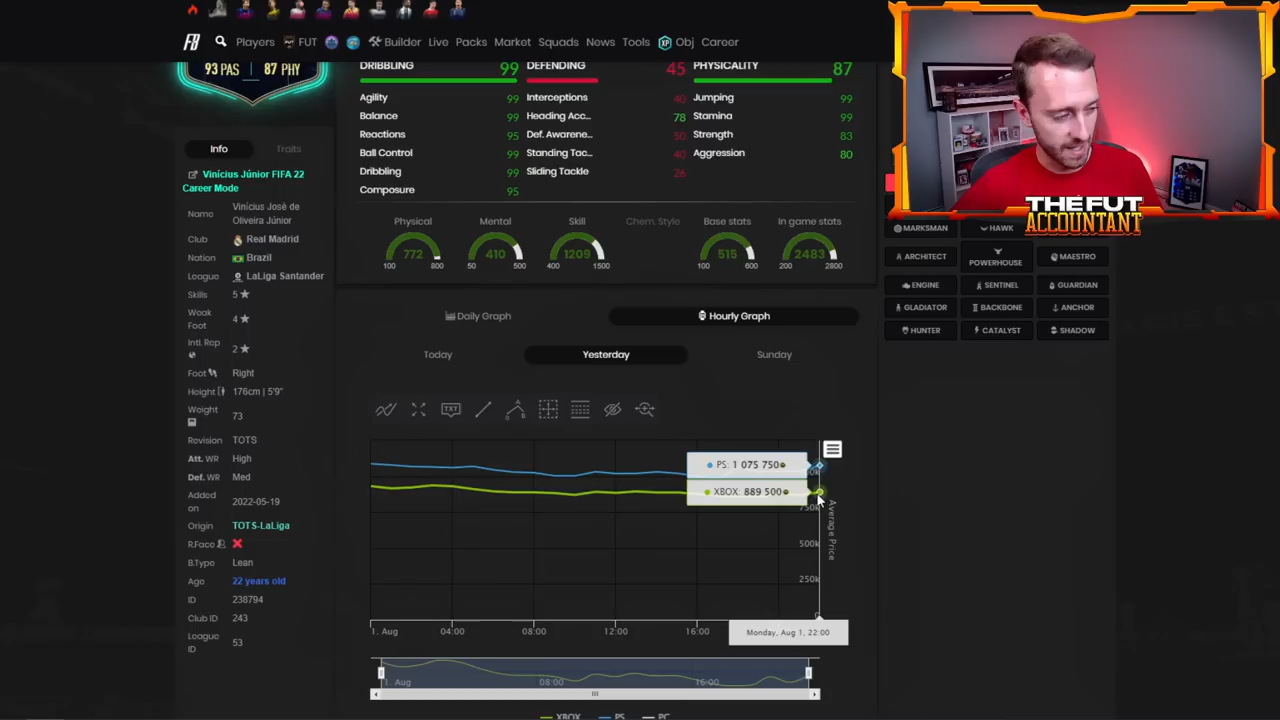 F8 Players FUT Builder Live Packs Market Squads News Tools XP Obj Career
93 PAS 87 PHY
DRIBBLING 99 DEFENDING 45 PHYSICALITY 87
Agility 99 Interceptions 40 Jumping 99
Balance 99 Heading Acc... 78 Stamina 99
Reactions 95 Def. Awarene... 50 Strength 83
Ball Control 99 Standing Tac... 40 Aggression 80
Dribbling 99 Sliding Tackle 26
Composure 95
Physical Mental Skill Chem. Style Base stats In game stats
772 410 1209 515 2483
100 800 50 500 400 1500 100 600 200 2800
Info Traits
Vinícius Júnior FIFA 22
Career Mode
Name Vinícius José de
Oliveira Júnior
Club Real Madrid
Nation Brazil
League LaLiga Santander
Skills 5
Weak
Foot 4
Intl. Rep 2
Foot Right
Height 176cm | 5'9"
Weight 73
Revision TOTS
Att. WR High
Def. WR Med
Added
on 2022-05-19
Origin TOTS-LaLiga
R.Face
B.Type Lean
Age 22 years old
ID 238794
Club ID 243
League
ID 53
Daily Graph Hourly Graph
Today Yesterday Sunday
TXT
PS: 1 075 750
XBOX: 889 500
750k
500k
250k
0
Average Price
1. Aug 04:00 08:00 12:00 16:00
Monday, Aug 1, 22:00
1. Aug 08:00 16:00
XBOX PS PC
THE FUT
ACCOUNTANT
MARKSMAN HAWK
ARCHITECT POWERHOUSE MAESTRO
ENGINE SENTINEL GUARDIAN
GLADIATOR BACKBONE ANCHOR
HUNTER CATALYST SHADOW